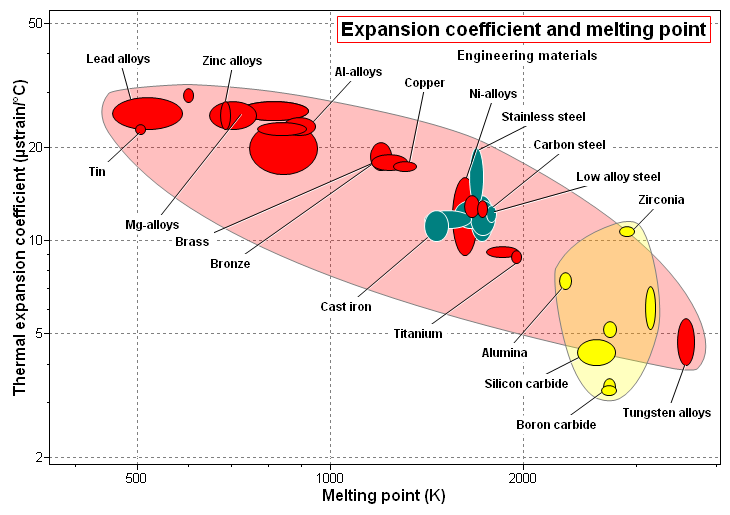 Expansion coefficient and melting point
Engineering materials
Thermal expansion coefficient (µstrain/°C)
50
20
10
5
2
Lead alloys
Zinc alloys
Al-alloys
Copper
Ni-alloys
Stainless steel
Carbon steel
Low alloy steel
Zirconia
Tin
Mg-alloys
Brass
Bronze
Cast iron
Titanium
Alumina
Silicon carbide
Boron carbide
Tungsten alloys
500
1000
2000
Melting point (K)